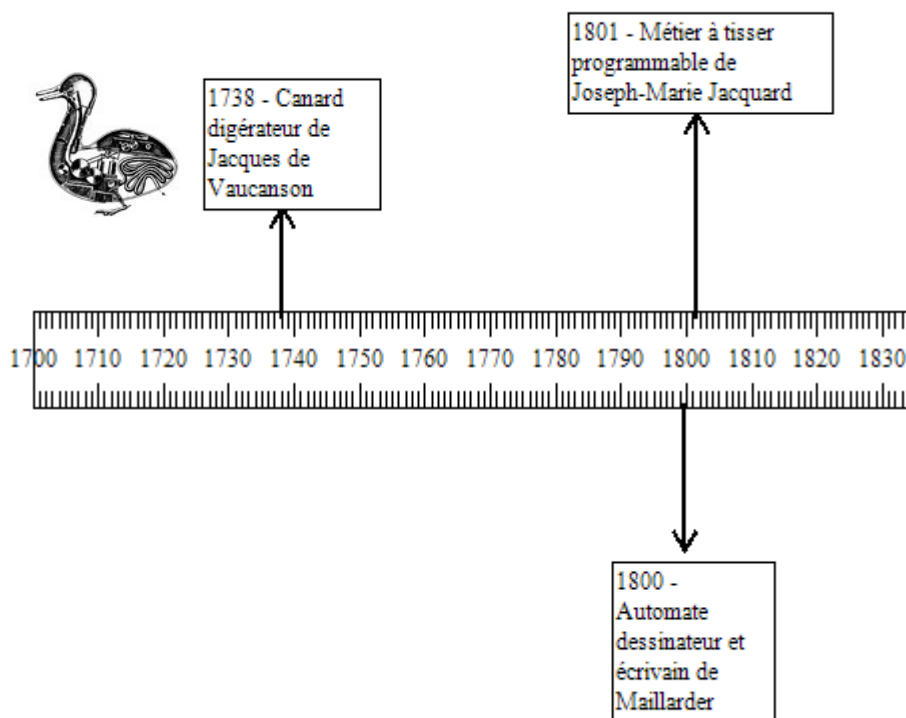 1801 - Métier à tisser
programmable de
Joseph-Marie Jacquard
1738 - Canard
digérateur de
Jacques de
Vaucanson
1700 1710 1720 1730 1740 1750 1760 1770 1780 1790 1800 1810 1820 1830
1800 -
Automate
dessinateur et
écrivain de
Maillarder